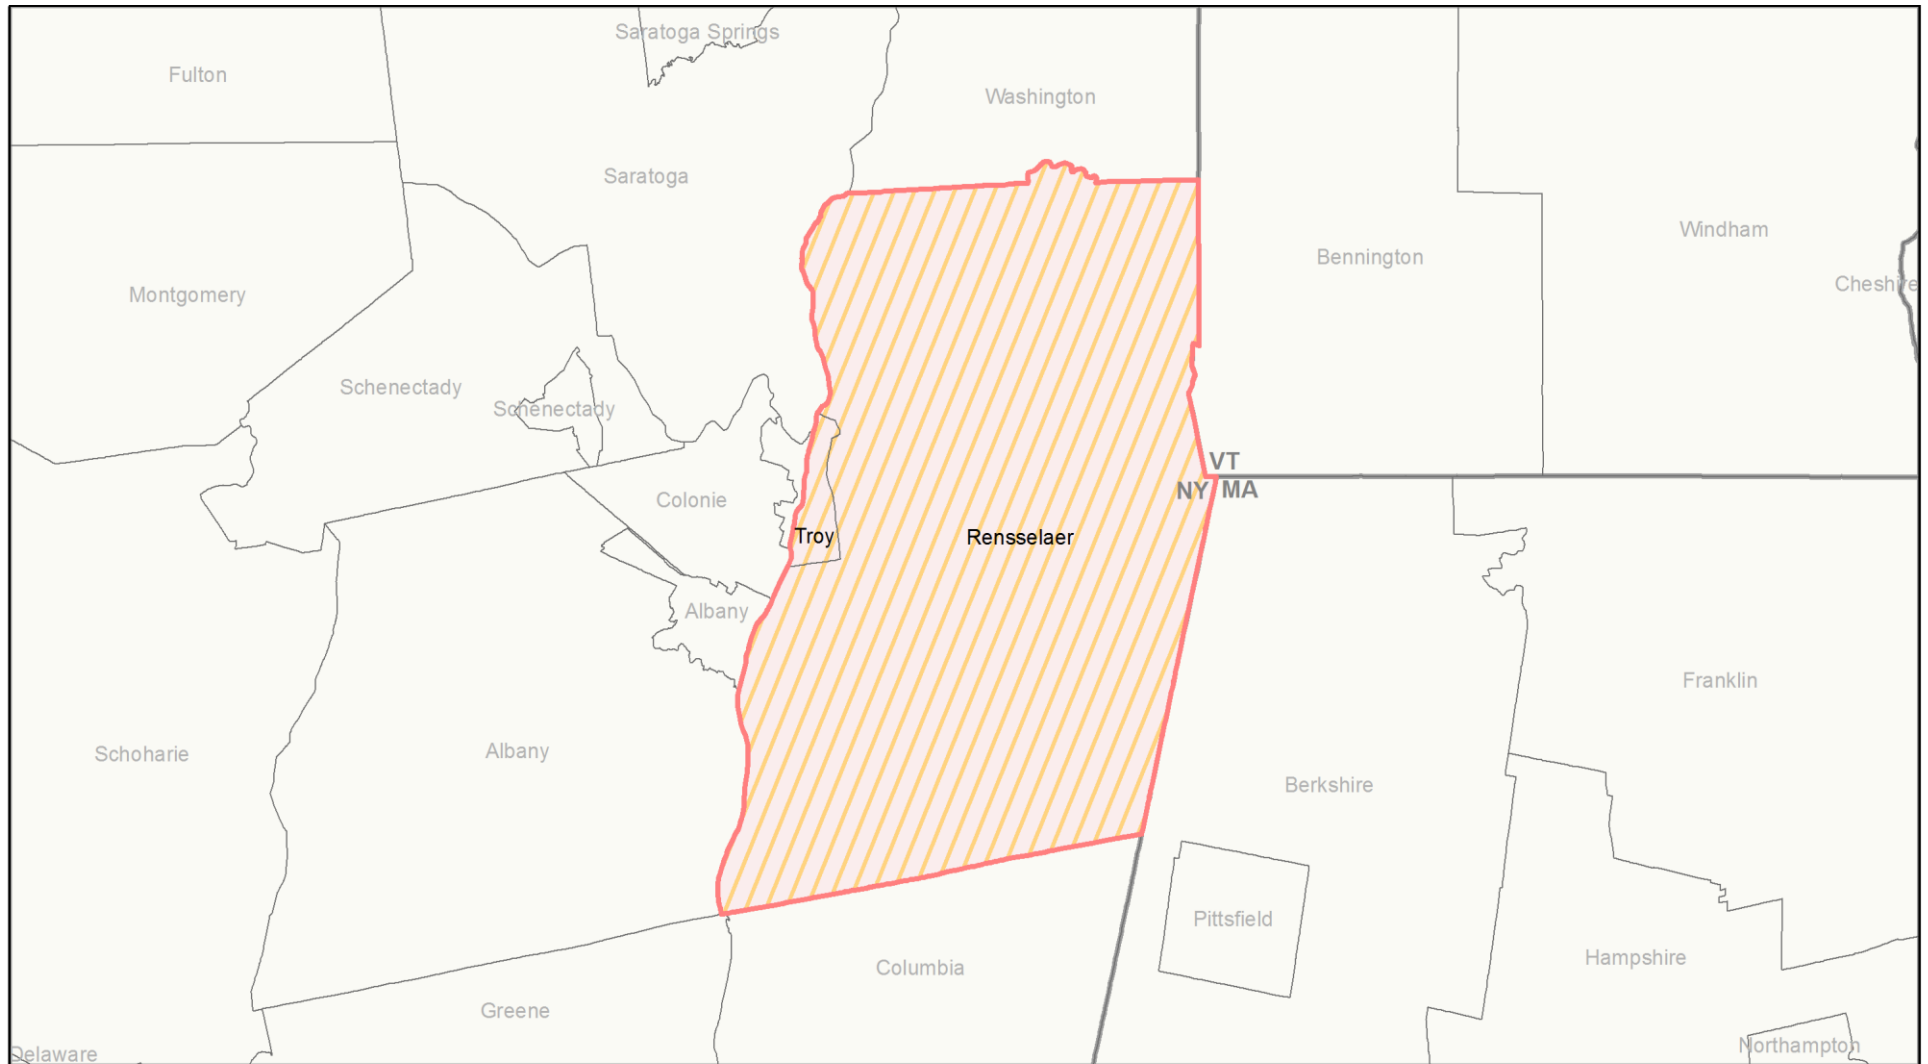 Saratoga Springs
Fulton
Washington
Saratoga
Windham
Bennington
Cheshire
Montgomery
Schenectady
Schenectady
VT
NY MA
Colonie
Troy
Rensselaer
Albany
Franklin
Schoharie
Albany
Berkshire
Pittsfield
Hampshire
Columbia
Greene
Northampton
Delaware